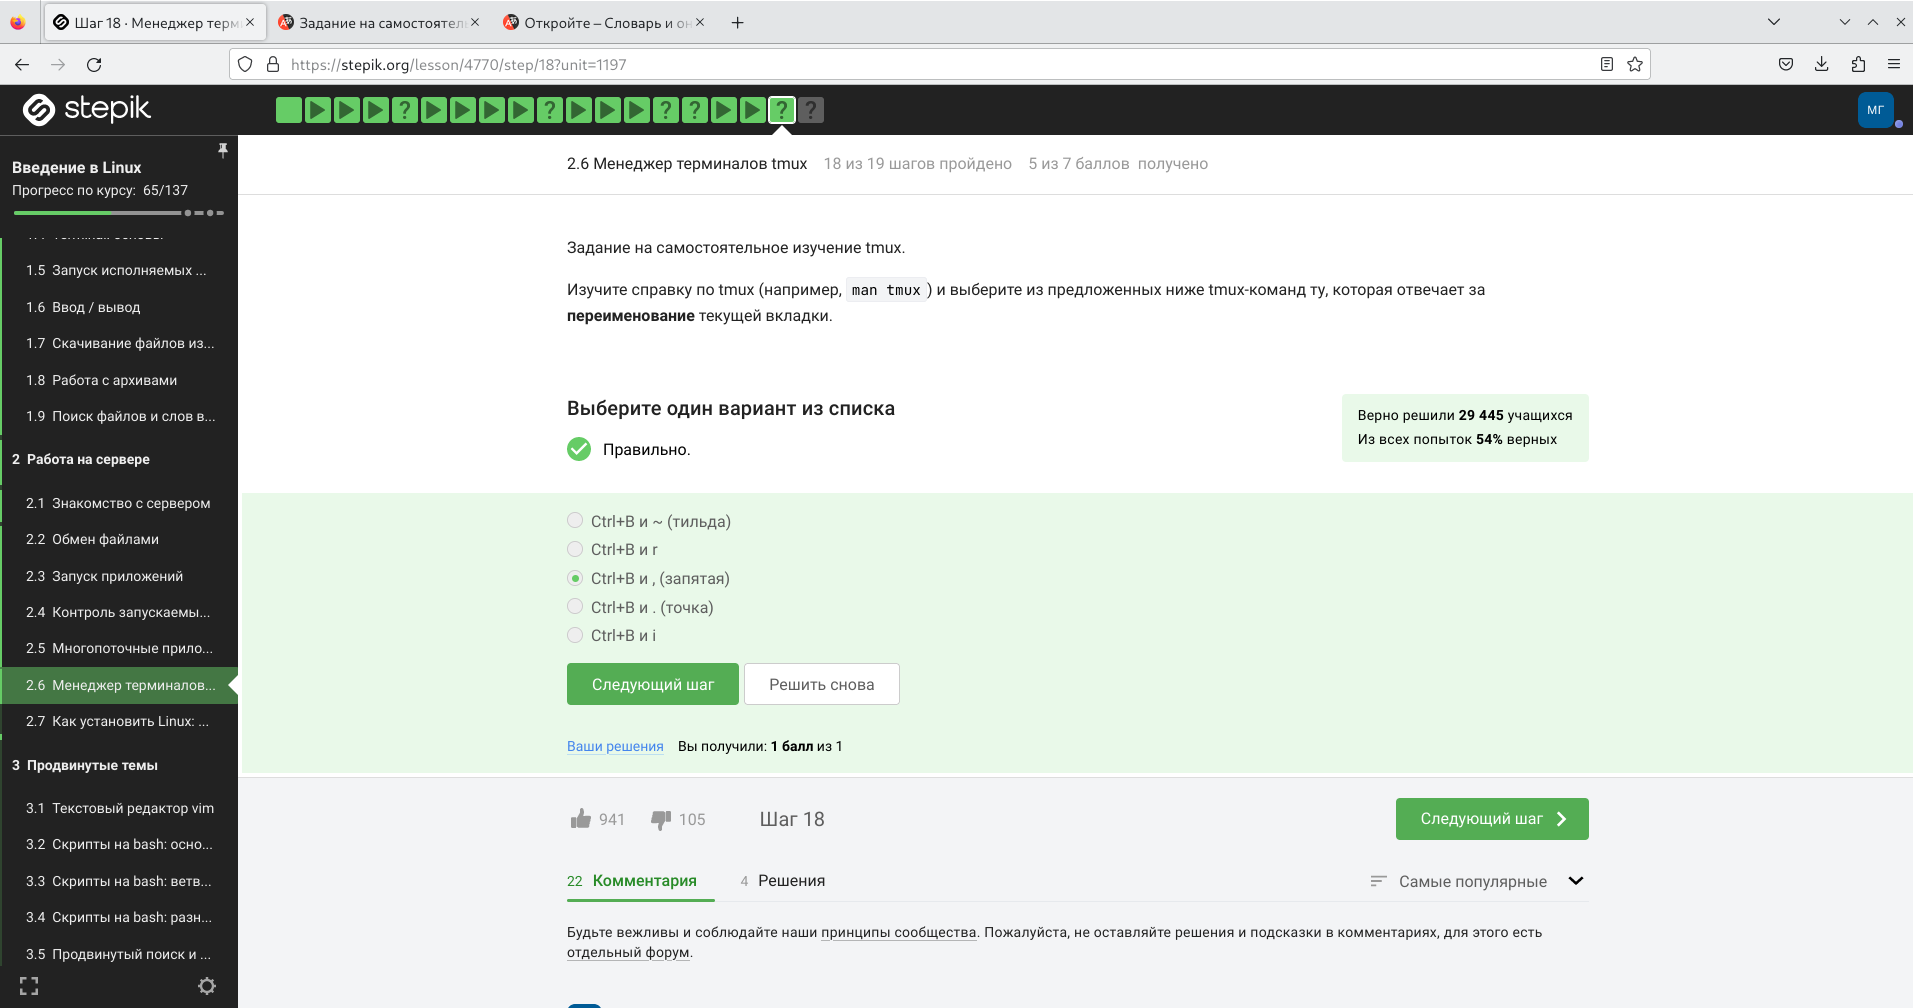 Шаг 18 · Менеджер терм
Задание на самостоятел
Откройте – Словарь и он
https://stepik.org/lesson/4770/step/18?unit=1197
stepik
МГ
Введение в Linux
Прогресс по курсу: 65/137
1.5 Запуск исполняемых ...
1.6 Ввод / вывод
1.7 Скачивание файлов из...
1.8 Работа с архивами
1.9 Поиск файлов и слов в...
2 Работа на сервере
2.1 Знакомство с сервером
2.2 Обмен файлами
2.3 Запуск приложений
2.4 Контроль запускаемы...
2.5 Многопоточные прило...
2.6 Менеджер терминалов...
2.7 Как установить Linux: ...
3 Продвинутые темы
3.1 Текстовый редактор vim
3.2 Скрипты на bash: осно...
3.3 Скрипты на bash: ветв...
3.4 Скрипты на bash: разн...
3.5 Продвинутый поиск и ...
2.6 Менеджер терминалов tmux 18 из 19 шагов пройдено 5 из 7 баллов получено
Задание на самостоятельное изучение tmux.
Изучите справку по tmux (например, man tmux ) и выберите из предложенных ниже tmux-команд ту, которая отвечает за
переименование текущей вкладки.
Выберите один вариант из списка
Правильно.
Верно решили 29 445 учащихся
Из всех попыток 54% верных
Ctrl+B и ~ (тильда)
Ctrl+B и r
Ctrl+B и , (запятая)
Ctrl+B и . (точка)
Ctrl+B и i
Следующий шаг
Решить снова
Ваши решения Вы получили: 1 балл из 1
941
105
Шаг 18
Следующий шаг
22 Комментария
4 Решения
Самые популярные
Будьте вежливы и соблюдайте наши принципы сообщества. Пожалуйста, не оставляйте решения и подсказки в комментариях, для этого есть
отдельный форум.